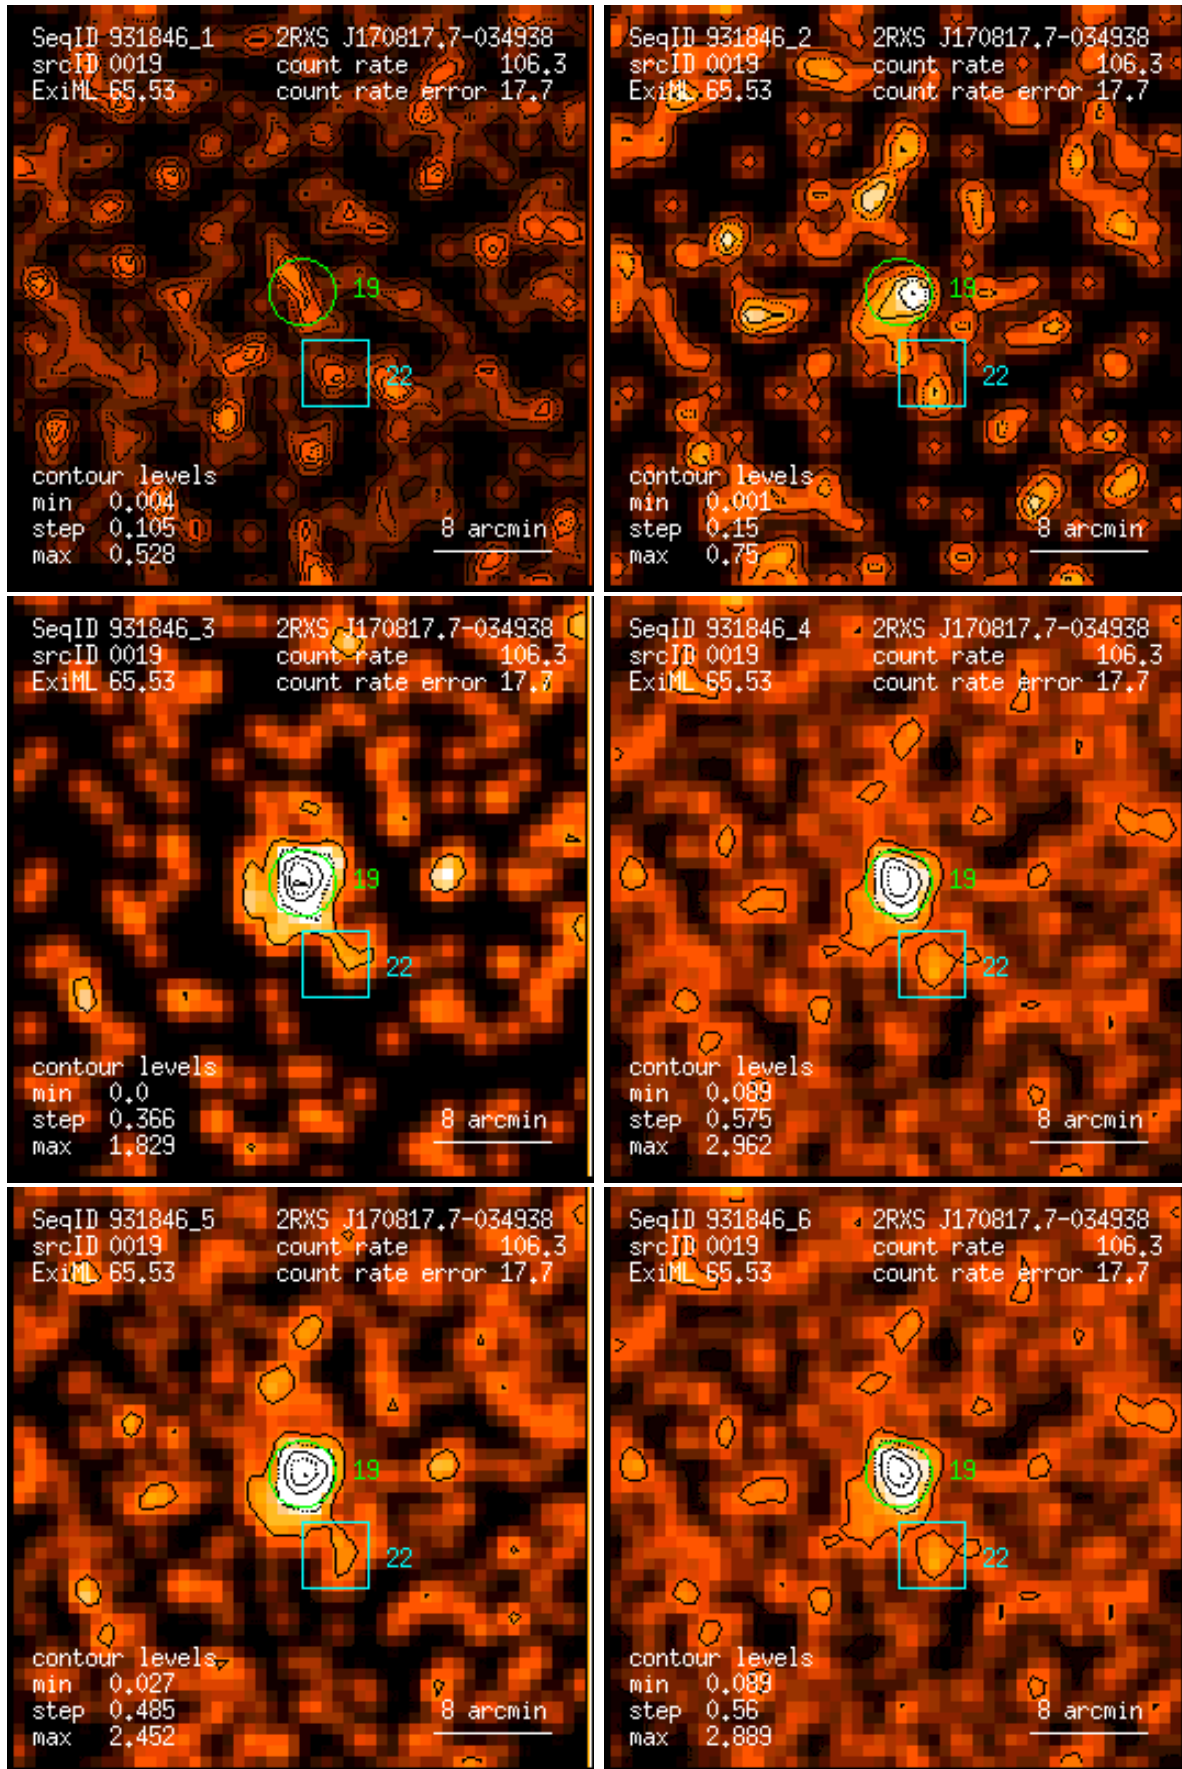 SeqID 931846_1 2RXS J170817.7-034938
srcID 0019 count rate 106.3
ExiML 65.53 count rate error 17.7
19
22
contour levels
min 0.004
step 0.105 8 arcmin
max 0.528
SeqID 931846_2 2RXS J170817.7-034938
srcID 0019 count rate 106.3
ExiML 65.53 count rate error 17.7
19
22
contour levels
min 0.001
step 0.15 8 arcmin
max 0.75
SeqID 931846_3 2RXS J170817.7-034938
srcID 0019 count rate 106.3
ExiML 65.53 count rate error 17.7
19
22
contour levels
min 0.0
step 0.366 8 arcmin
max 1.829
SeqID 931846_4 2RXS J170817.7-034938
srcID 0019 count rate 106.3
ExiML 65.53 count rate error 17.7
19
22
contour levels
min 0.089
step 0.575 8 arcmin
max 2.962
SeqID 931846_5 2RXS J170817.7-034938
srcID 0019 count rate 106.3
ExiML 65.53 count rate error 17.7
19
22
contour levels
min 0.027
step 0.485 8 arcmin
max 2.452
SeqID 931846_6 2RXS J170817.7-034938
srcID 0019 count rate 106.3
ExiML 65.53 count rate error 17.7
19
22
contour levels
min 0.089
step 0.56 8 arcmin
max 2.889